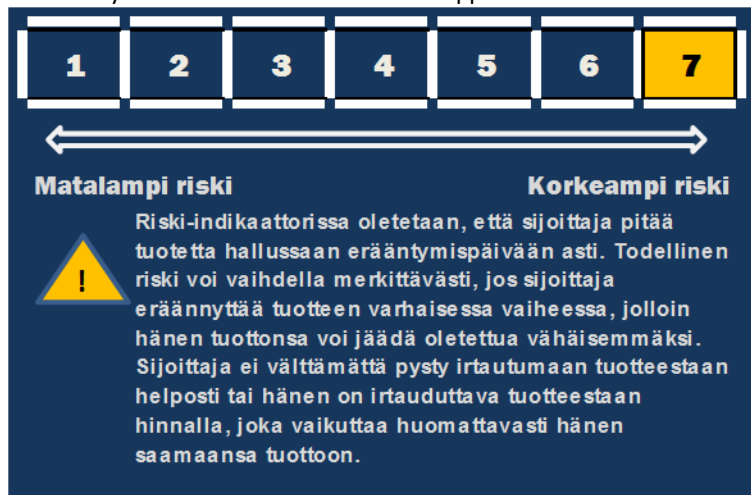 1 2 3 4 5 6 7
Matalampi riski Korkeampi riski
Riski-indikaattorissa oletetaan, että sijoittaja pitää
tuotetta hallussaan erääntymispäivään asti. Todellinen
! riski voi vaihdella merkittävästi, jos sijoittaja
eräännyttää tuotteen varhaisessa vaiheessa, jolloin
hänen tuottonsa voi jäädä oletettua vähäisemmäksi.
Sijoittaja ei välttämättä pysty irtautumaan tuotteestaan
helposti tai hänen on irtauduttava tuotteestaan
hinnalla, joka vaikuttaa huomattavasti hänen
saamaansa tuottoon.